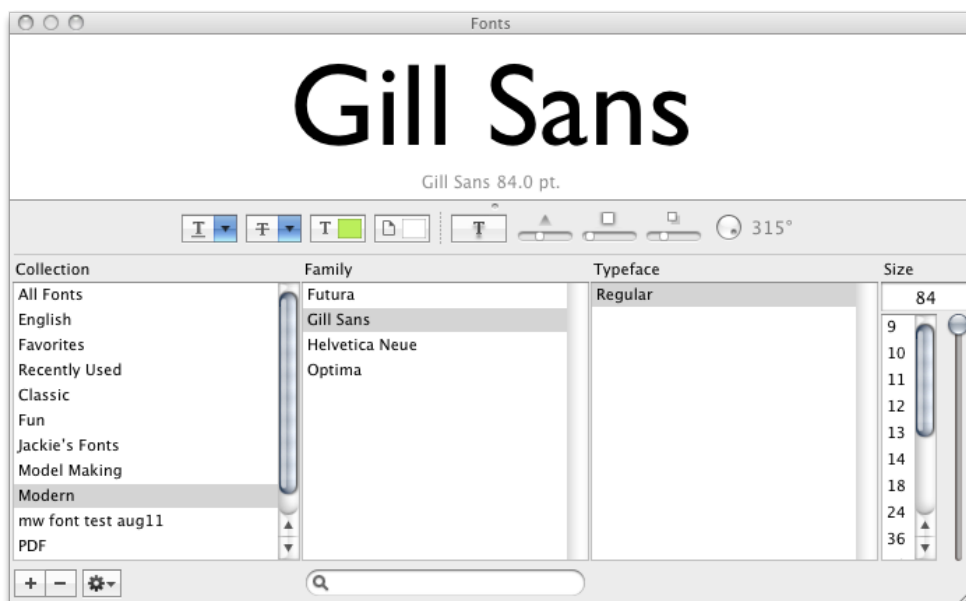 Fonts
Gill Sans
Gill Sans 84.0 pt.
T T T T 315°
Collection
All Fonts
English
Favorites
Recently Used
Classic
Fun
Jackie's Fonts
Model Making
Modern
mw font test aug11
PDF
Family
Futura
Gill Sans
Helvetica Neue
Optima
Typeface
Regular
Size
84
9
10
11
12
13
14
18
24
36